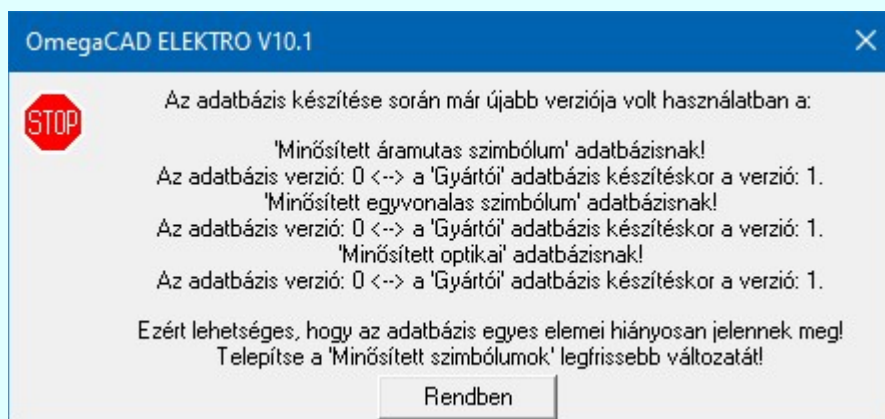 OmegaCAD ELEKTRO V10.1
STOP
Az adatbázis készítése során már újabb verziója volt használatban a:
'Minősített áramutas szimbólum' adatbázisnak!
Az adatbázis verzió: 0 <--> a 'Gyártói' adatbázis készítéskor a verzió: 1.
'Minősített egyvonalas szimbólum' adatbázisnak!
Az adatbázis verzió: 0 <--> a 'Gyártói' adatbázis készítéskor a verzió: 1.
'Minősített optikai' adatbázisnak!
Az adatbázis verzió: 0 <--> a 'Gyártói' adatbázis készítéskor a verzió: 1.
Ezért lehetséges, hogy az adatbázis egyes elemei hiányosan jelennek meg!
Telepítse a 'Minősített szimbólumok' legfrissebb változatát!
Rendben